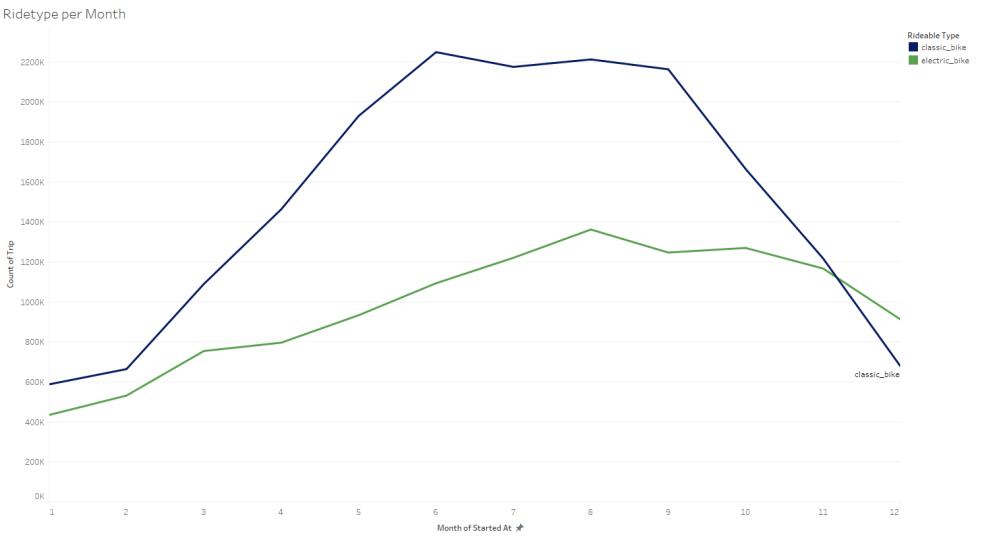 Ridetype per Month
Rideable Type
classic_bike
electric_bike
2200K
2000K
1800K
1600K
1400K
1200K
1000K
800K
600K
400K
200K
0K
Count of Trip
classic_bike
1 2 3 4 5 6 7 8 9 10 11 12
Month of Started At